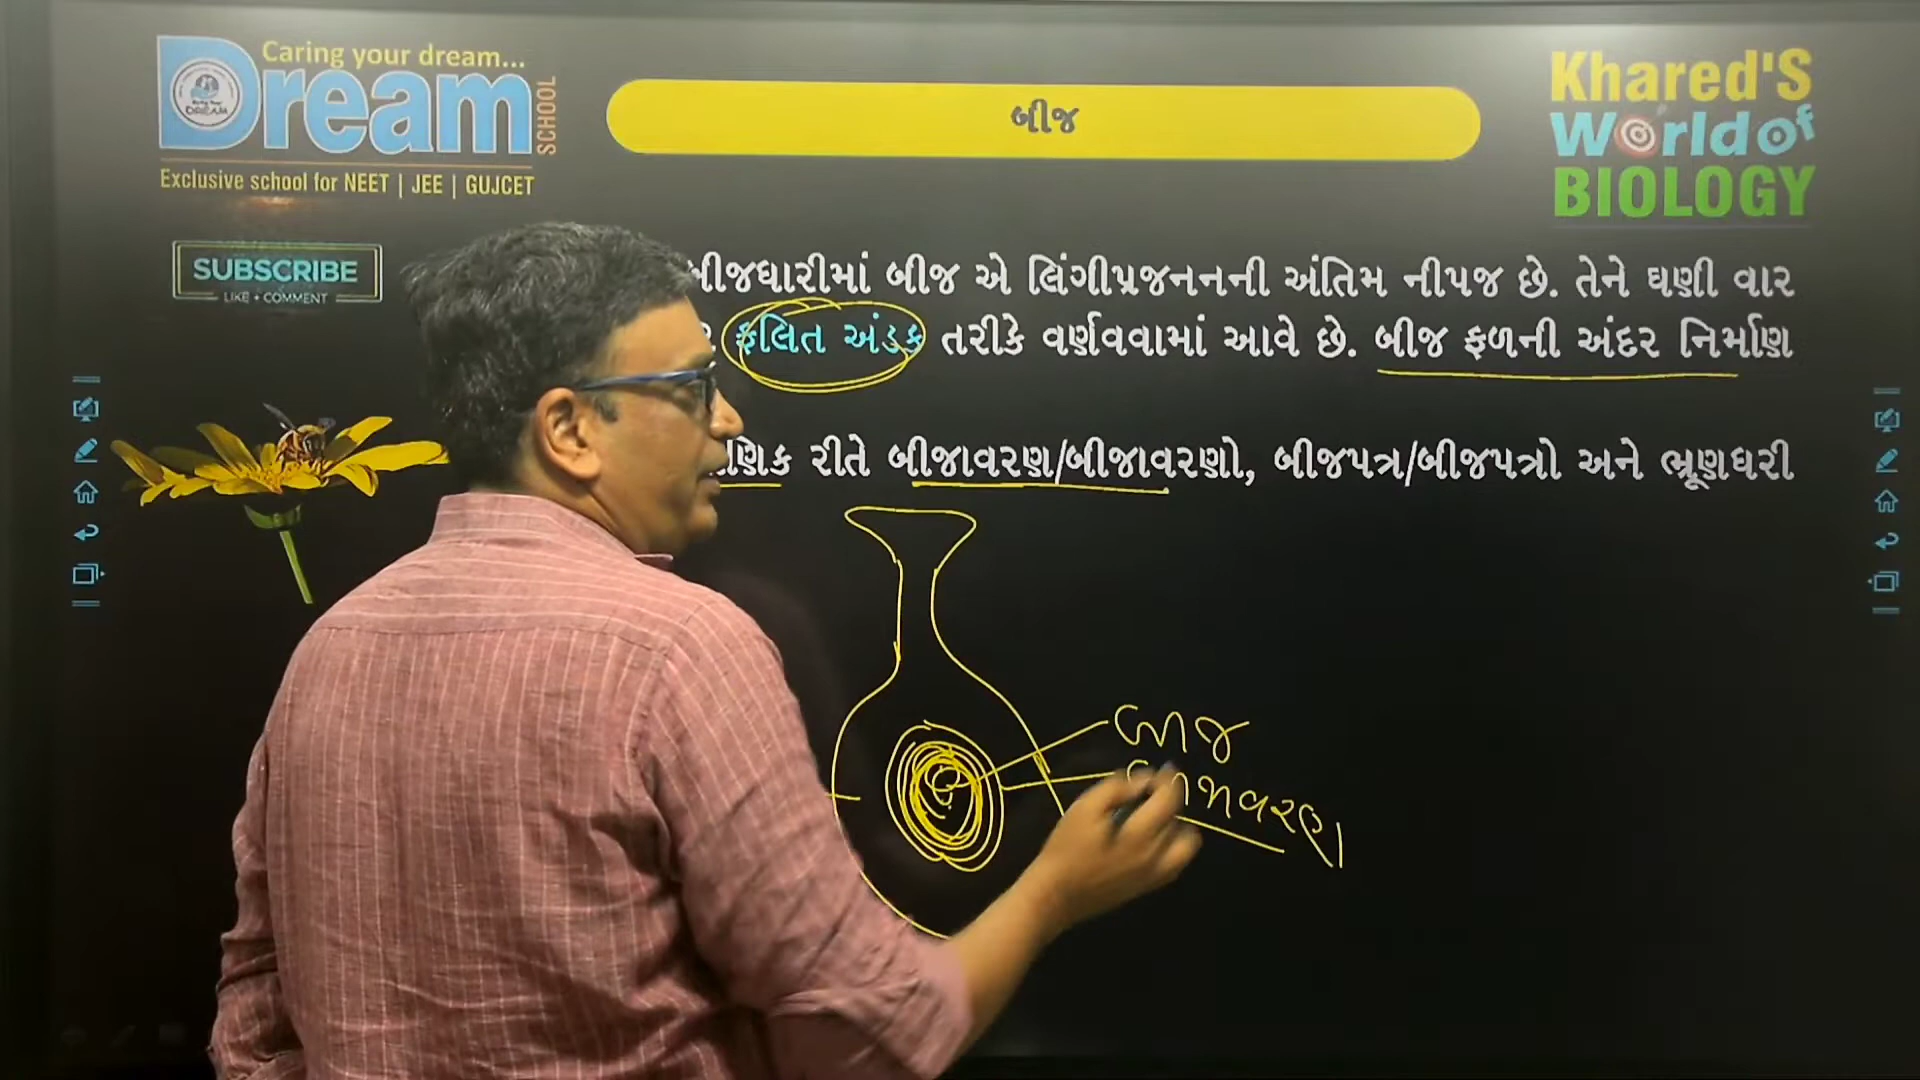 Caring your dream...
Dream SCHOOL
Exclusive school for NEET | JEE | GUJCET
બીજ
Khared'S
World of
BIOLOGY
SUBSCRIBE
LIKE + COMMENT
બીજધારીમાં બીજ એ લિંગીપ્રજનનની અંતિમ નીપજ છે. તેને ઘણી વાર
ફલિત અંડક તરીકે વર્ણવવામાં આવે છે. બીજ ફળની અંદર નિર્માણ
રીતે બીજાવરણ/બીજાવરણો, બીજપત્ર/બીજપત્રો અને ભ્રૂણધરી
બીજ